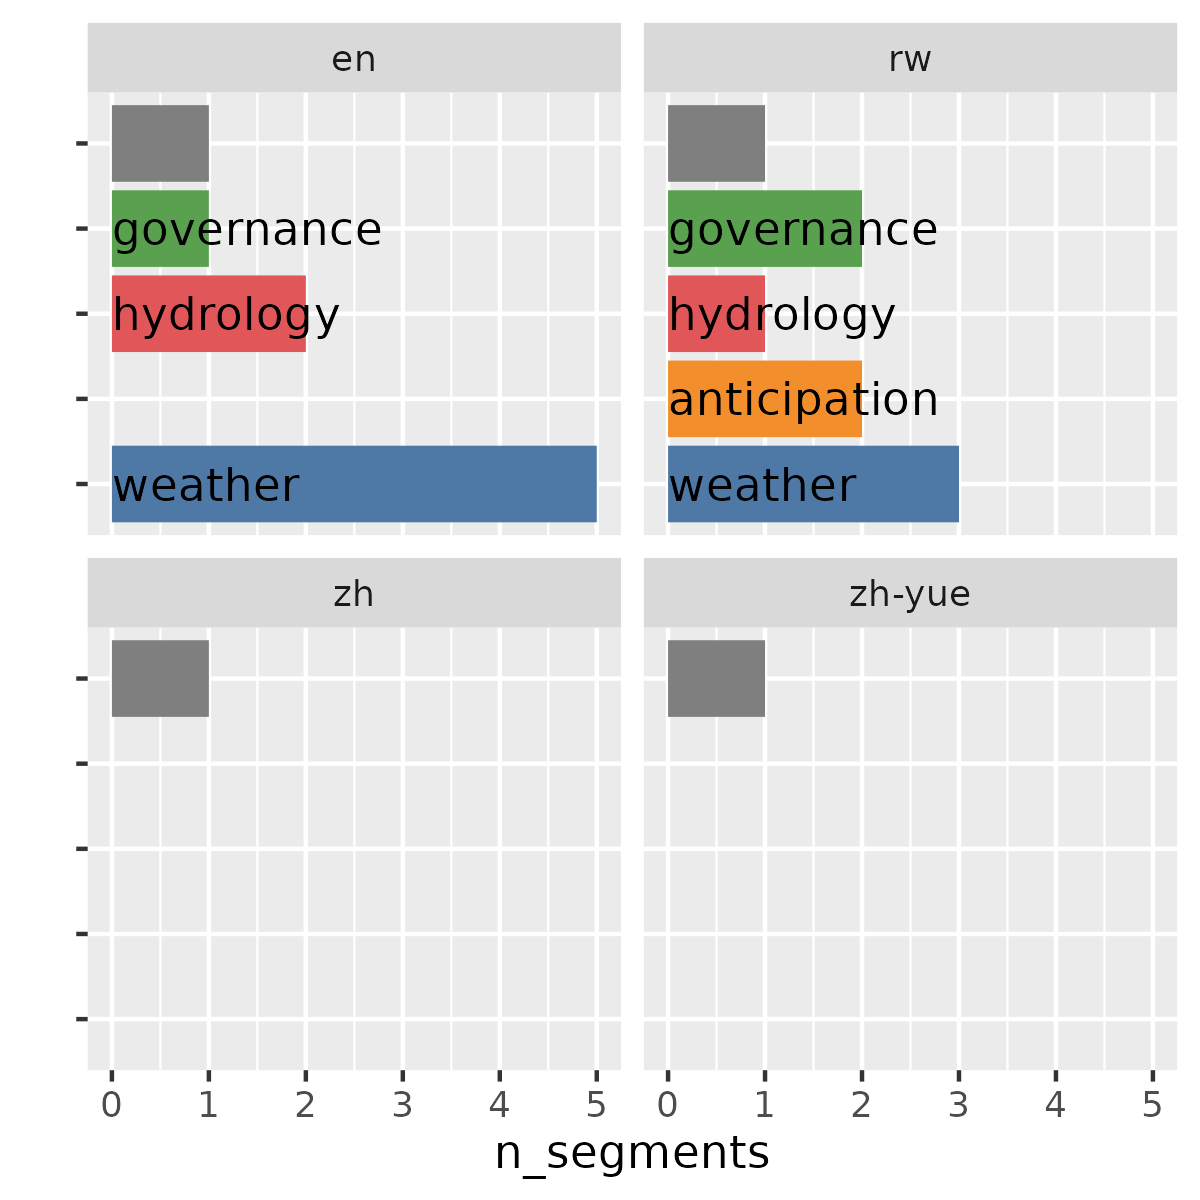 en
governance
hydrology
weather
rw
governance
hydrology
anticipation
weather
zh
zh-yue
0 1 2 3 4 5
0 1 2 3 4 5
n_segments